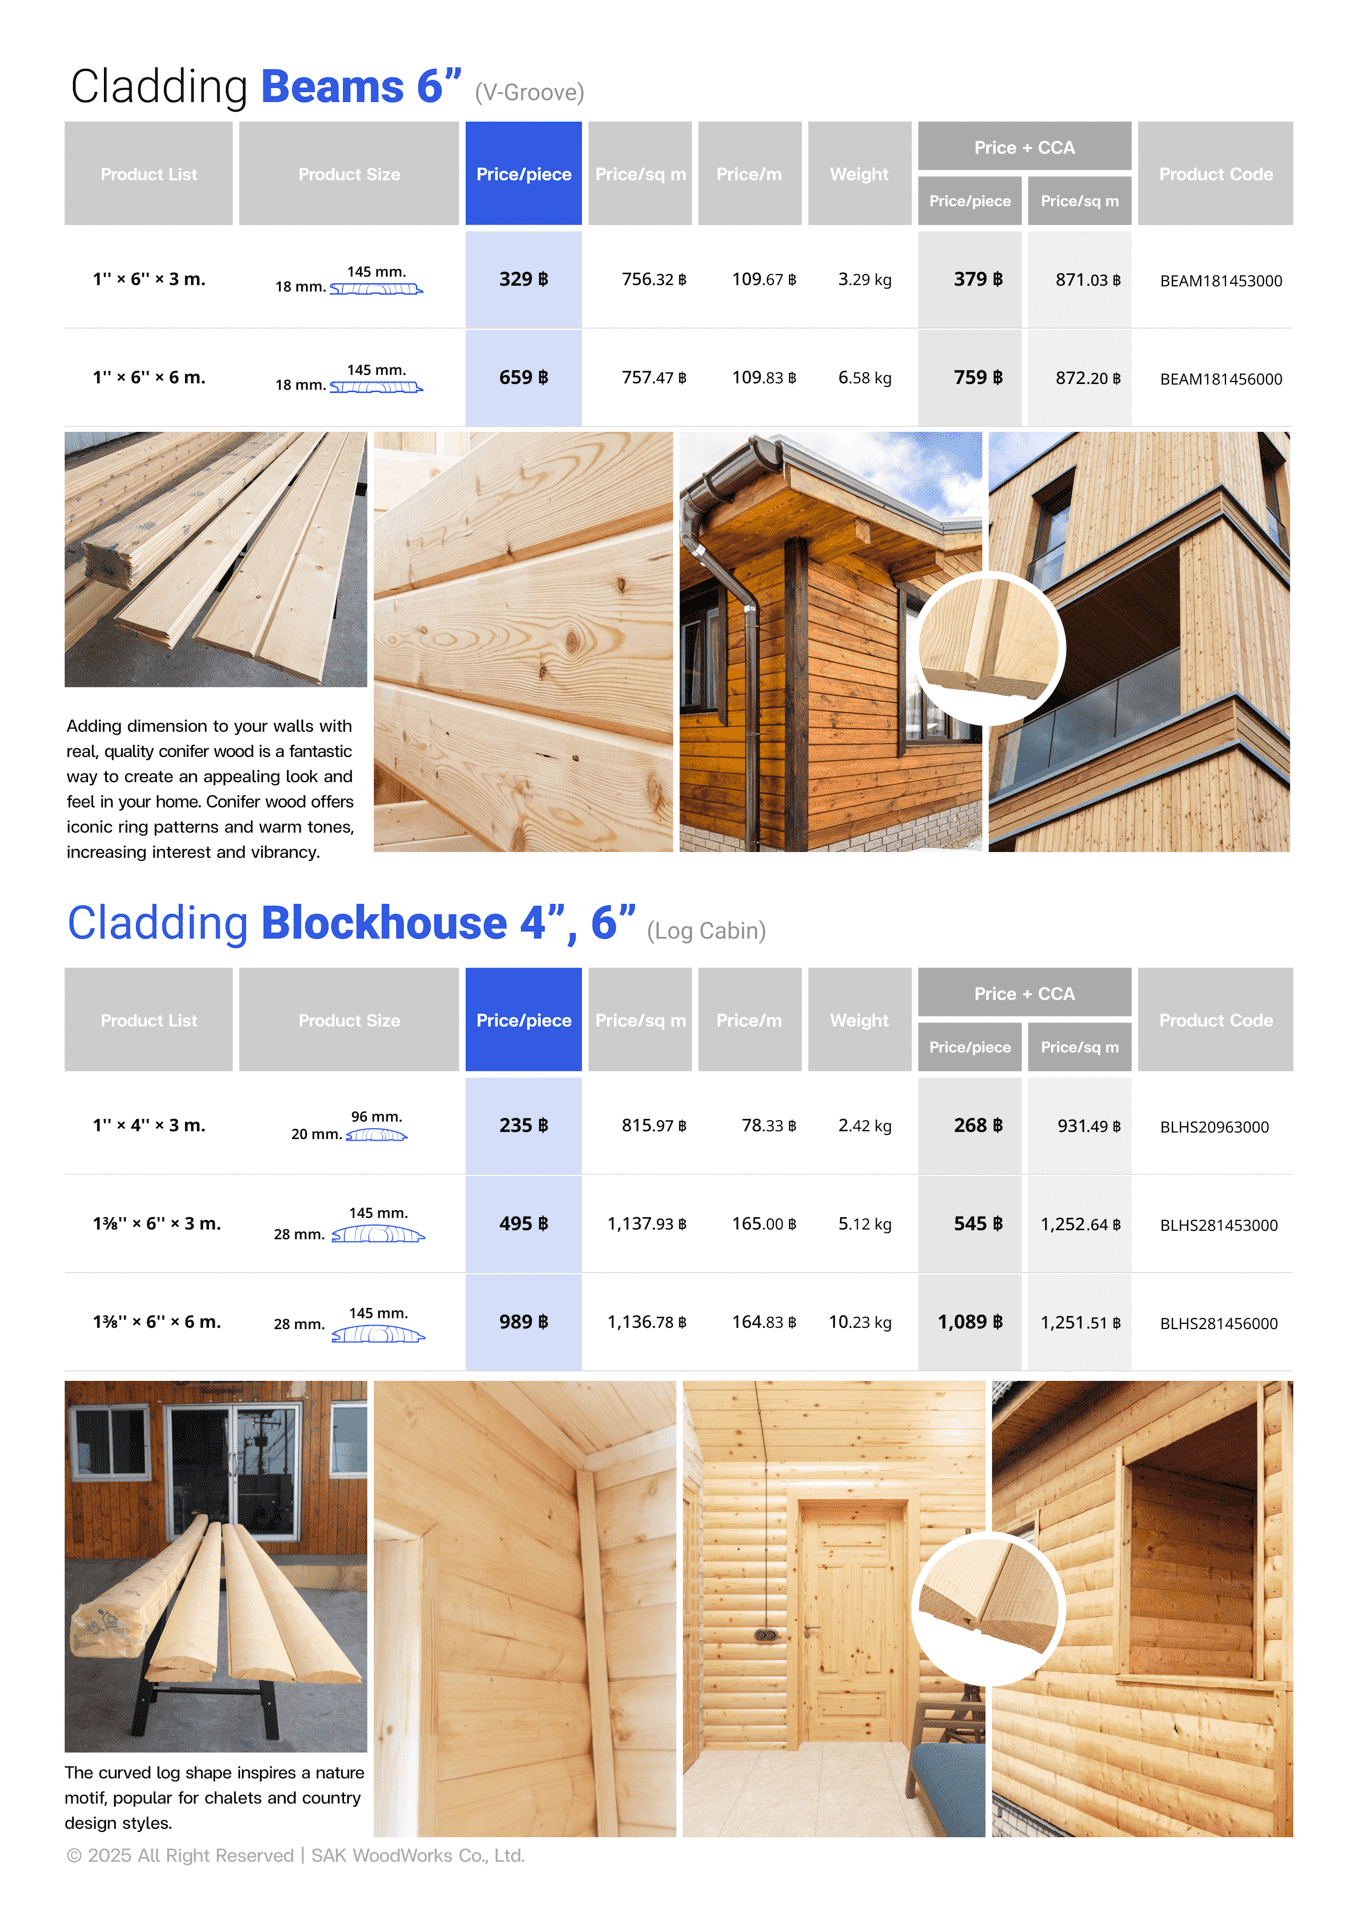 Cladding Beams 6” (V-Groove)
Product List
Product Size
Price/piece
Price/sq m
Price/m
Weight
Price + CCA
Price/piece
Price/sq m
Product Code
1'' × 6'' × 3 m.
145 mm.
18 mm.
329 ฿
756.32 ฿
109.67 ฿
3.29 kg
379 ฿
871.03 ฿
BEAM181453000
1'' × 6'' × 6 m.
145 mm.
18 mm.
659 ฿
757.47 ฿
109.83 ฿
6.58 kg
759 ฿
872.20 ฿
BEAM181456000
Adding dimension to your walls with
real, quality conifer wood is a fantastic
way to create an appealing look and
feel in your home. Conifer wood offers
iconic ring patterns and warm tones,
increasing interest and vibrancy.
Cladding Blockhouse 4”, 6” (Log Cabin)
Product List
Product Size
Price/piece
Price/sq m
Price/m
Weight
Price + CCA
Price/piece
Price/sq m
Product Code
1'' × 4'' × 3 m.
96 mm.
20 mm.
235 ฿
815.97 ฿
78.33 ฿
2.42 kg
268 ฿
931.49 ฿
BLHS20963000
1⅜'' × 6'' × 3 m.
145 mm.
28 mm.
495 ฿
1,137.93 ฿
165.00 ฿
5.12 kg
545 ฿
1,252.64 ฿
BLHS281453000
1⅜'' × 6'' × 6 m.
145 mm.
28 mm.
989 ฿
1,136.78 ฿
164.83 ฿
10.23 kg
1,089 ฿
1,251.51 ฿
BLHS281456000
The curved log shape inspires a nature
motif, popular for chalets and country
design styles.
© 2025 All Right Reserved | SAK WoodWorks Co., Ltd.